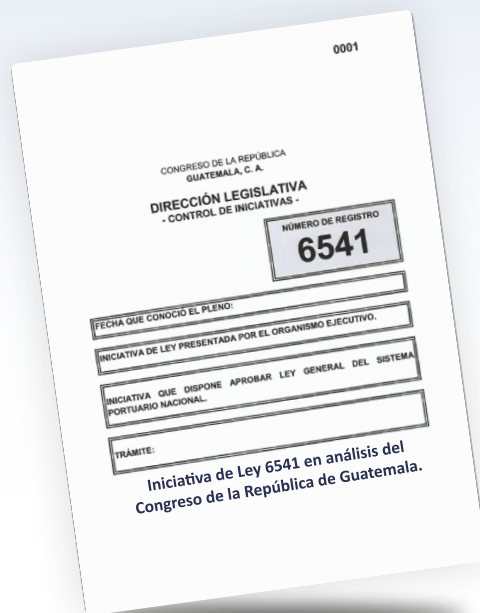 0001
CONGRESO DE LA REPÚBLICA
GUATEMALA, C. A.
DIRECCIÓN LEGISLATIVA
- CONTROL DE INICIATIVAS -
NÚMERO DE REGISTRO
6541
FECHA QUE CONOCIÓ EL PLENO:
INICIATIVA DE LEY PRESENTADA POR EL ORGANISMO EJECUTIVO.
INICIATIVA QUE DISPONE APROBAR LEY GENERAL DEL SISTEMA
PORTUARIO NACIONAL.
TRÁMITE:
Iniciativa de Ley 6541 en análisis del
Congreso de la República de Guatemala.